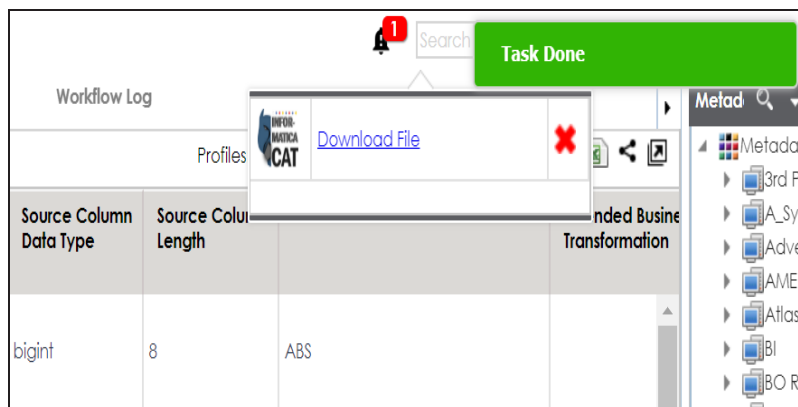 1
Search
Task Done
Workflow Log
Metad
INFOR-
MATICA
CAT
Download File
Profiles
Metada
3rd P
Source Column
Data Type
Source Colu
Length
nded Busine
Transformation
A_Sy
Adve
AME
Atlas
bigint
8
ABS
BI
BO R